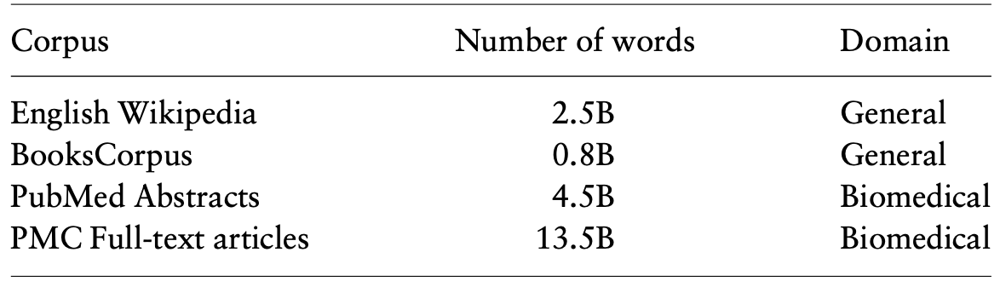 Corpus Number of words Domain
English Wikipedia 2.5B General
BooksCorpus 0.8B General
PubMed Abstracts 4.5B Biomedical
PMC Full-text articles 13.5B Biomedical